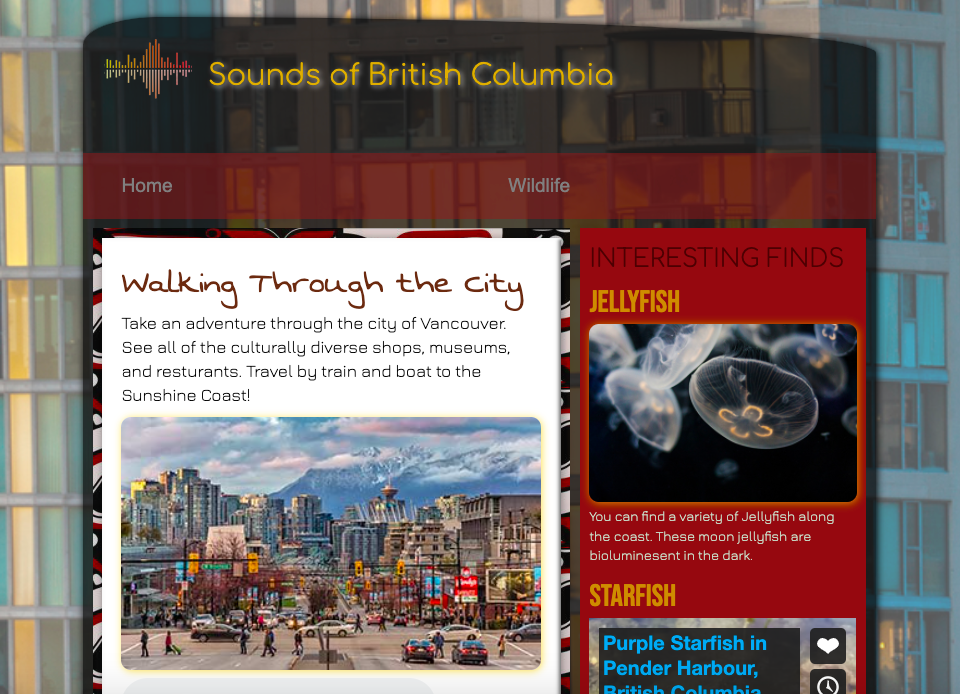 Sounds of British Columbia
Home
Wildlife
Walking Through the City
Take an adventure through the city of Vancouver.
See all of the culturally diverse shops, museums,
and resturants. Travel by train and boat to the
Sunshine Coast!
INTERESTING FINDS
JELLYFISH
You can find a variety of Jellyfish along
the coast. These moon jellyfish are
bioluminesent in the dark.
STARFISH
Purple Starfish in
Pender Harbour,
British Columbia